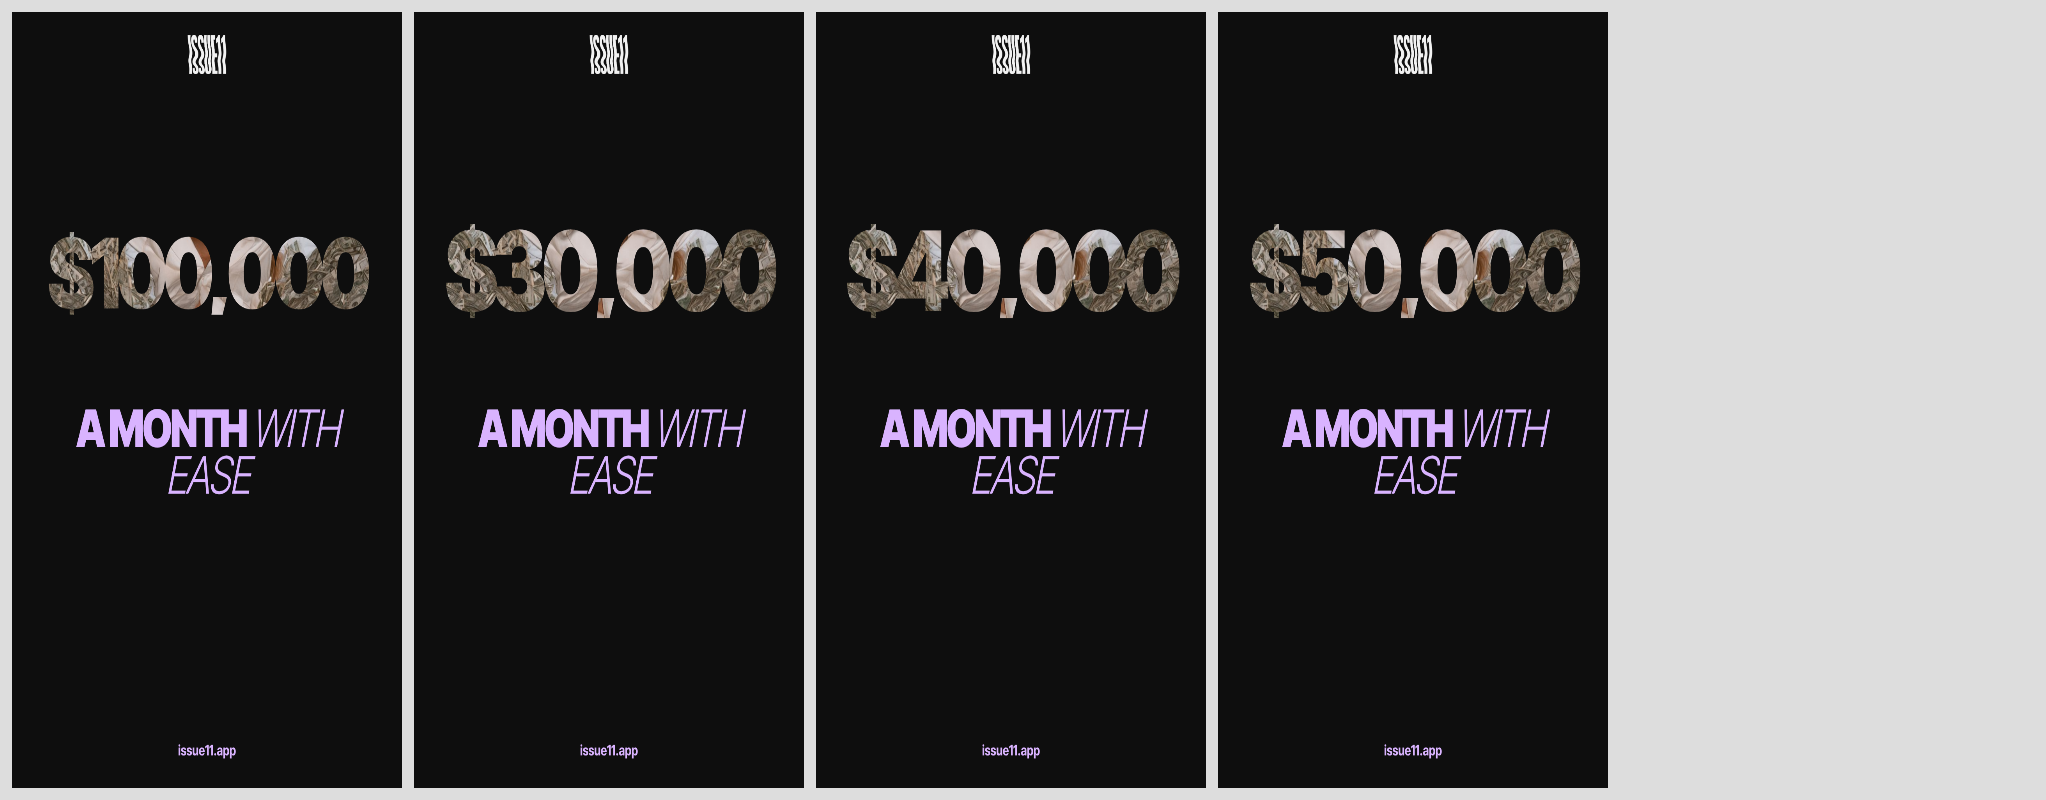 ISSUE11
$100,000
A MONTH WITH
EASE
issue11.app
ISSUE11
$30,000
A MONTH WITH
EASE
issue11.app
ISSUE11
$40,000
A MONTH WITH
EASE
issue11.app
ISSUE11
$50,000
A MONTH WITH
EASE
issue11.app